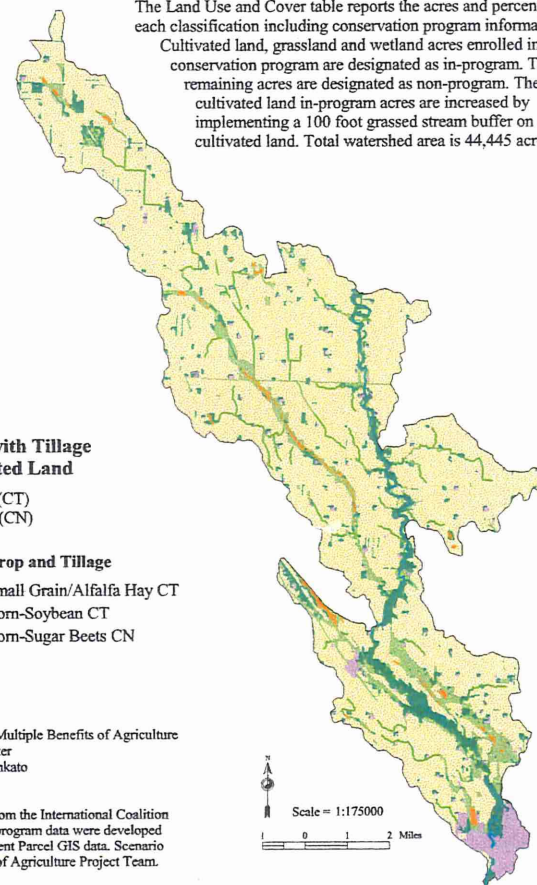 The Land Use and Cover table reports the acres and percen
each classification including conservation program informa
Cultivated land, grassland and wetland acres enrolled in
conservation program are designated as in-program. T
remaining acres are designated as non-program. The
cultivated land in-program acres are increased by
implementing a 100 foot grassed stream buffer on
cultivated land. Total watershed area is 44,445 acr
with Tillage
ted Land
(CT)
(CN)
rop and Tillage
mall Grain/Alfalfa Hay CT
orn-Soybean CT
orn-Sugar Beets CN
Multiple Benefits of Agriculture
ter
nkato
om the International Coalition
program data were developed
ent Parcel GIS data. Scenario
of Agriculture Project Team.
N
Scale = 1:175000
1 0 1 2 Miles